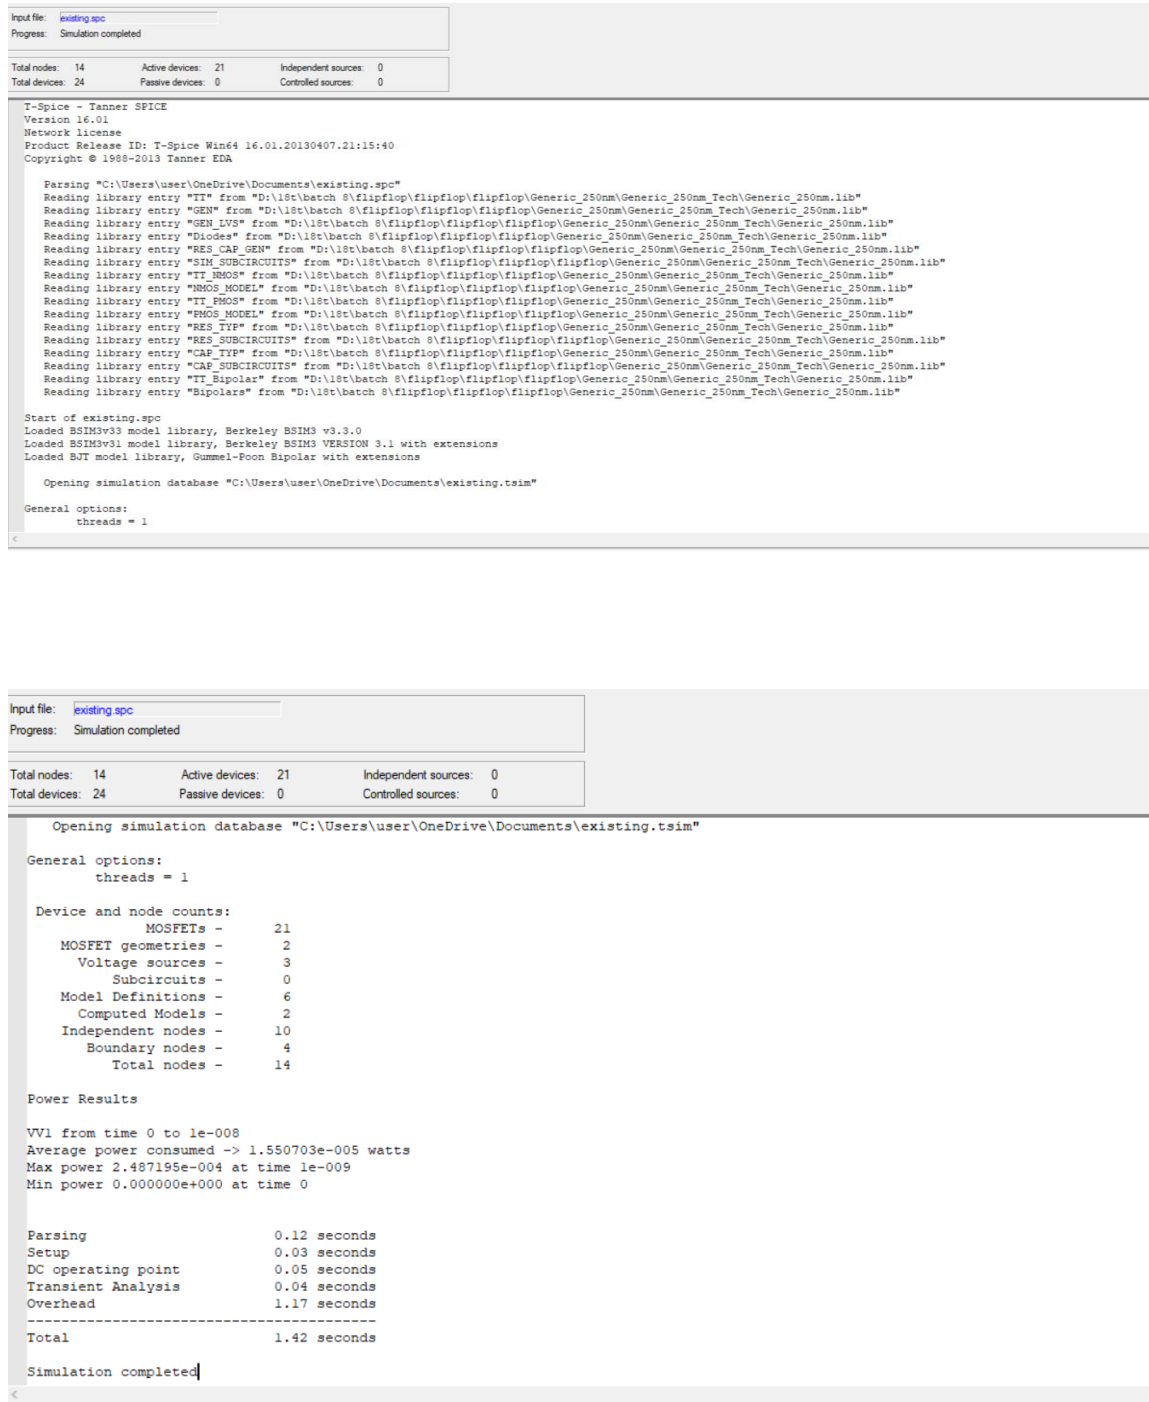 Input file: existing.spc
Progress: Simulation completed
Total nodes: 14 Active devices: 21 Independent sources: 0
Total devices: 24 Passive devices: 0 Controlled sources: 0
T-Spice - Tanner SPICE
Version 16.01
Network license
Product Release ID: T-Spice Win64 16.01.20130407.21:15:40
Copyright © 1988-2013 Tanner EDA
Parsing "C:\Users\user\OneDrive\Documents\existing.spc"
Reading library entry "TT" from "D:\18t\batch 8\flipflop\flipflop\flipflop\Generic_250nm\Generic_250nm_Tech\Generic_250nm.lib"
Reading library entry "GEN" from "D:\18t\batch 8\flipflop\flipflop\flipflop\Generic_250nm\Generic_250nm_Tech\Generic_250nm.lib"
Reading library entry "GEN_LVS" from "D:\18t\batch 8\flipflop\flipflop\flipflop\Generic_250nm\Generic_250nm_Tech\Generic_250nm.lib"
Reading library entry "Diodes" from "D:\18t\batch 8\flipflop\flipflop\flipflop\Generic_250nm\Generic_250nm_Tech\Generic_250nm.lib"
Reading library entry "RES_CAP_GEN" from "D:\18t\batch 8\flipflop\flipflop\flipflop\Generic_250nm\Generic_250nm_Tech\Generic_250nm.lib"
Reading library entry "SIM_SUBCIRCUITS" from "D:\18t\batch 8\flipflop\flipflop\flipflop\Generic_250nm\Generic_250nm_Tech\Generic_250nm.lib"
Reading library entry "TT_NMOS" from "D:\18t\batch 8\flipflop\flipflop\flipflop\Generic_250nm\Generic_250nm_Tech\Generic_250nm.lib"
Reading library entry "NMOS_MODEL" from "D:\18t\batch 8\flipflop\flipflop\flipflop\Generic_250nm\Generic_250nm_Tech\Generic_250nm.lib"
Reading library entry "TT_PMOS" from "D:\18t\batch 8\flipflop\flipflop\flipflop\Generic_250nm\Generic_250nm_Tech\Generic_250nm.lib"
Reading library entry "PMOS_MODEL" from "D:\18t\batch 8\flipflop\flipflop\flipflop\Generic_250nm\Generic_250nm_Tech\Generic_250nm.lib"
Reading library entry "RES_TYP" from "D:\18t\batch 8\flipflop\flipflop\flipflop\Generic_250nm\Generic_250nm_Tech\Generic_250nm.lib"
Reading library entry "RES_SUBCIRCUITS" from "D:\18t\batch 8\flipflop\flipflop\flipflop\Generic_250nm\Generic_250nm_Tech\Generic_250nm.lib"
Reading library entry "CAP_TYP" from "D:\18t\batch 8\flipflop\flipflop\flipflop\Generic_250nm\Generic_250nm_Tech\Generic_250nm.lib"
Reading library entry "CAP_SUBCIRCUITS" from "D:\18t\batch 8\flipflop\flipflop\flipflop\Generic_250nm\Generic_250nm_Tech\Generic_250nm.lib"
Reading library entry "TT_Bipolar" from "D:\18t\batch 8\flipflop\flipflop\flipflop\Generic_250nm\Generic_250nm_Tech\Generic_250nm.lib"
Reading library entry "Bipolars" from "D:\18t\batch 8\flipflop\flipflop\flipflop\Generic_250nm\Generic_250nm_Tech\Generic_250nm.lib"
Start of existing.spc
Loaded BSIM3v33 model library, Berkeley BSIM3 v3.3.0
Loaded BSIM3v31 model library, Berkeley BSIM3 VERSION 3.1 with extensions
Loaded BJT model library, Gummel-Poon Bipolar with extensions
Opening simulation database "C:\Users\user\OneDrive\Documents\existing.tsim"
General options:
threads = 1
Input file: existing.spc
Progress: Simulation completed
Total nodes: 14 Active devices: 21 Independent sources: 0
Total devices: 24 Passive devices: 0 Controlled sources: 0
Opening simulation database "C:\Users\user\OneDrive\Documents\existing.tsim"
General options:
threads = 1
Device and node counts:
MOSFETs - 21
MOSFET geometries - 2
Voltage sources - 3
Subcircuits - 0
Model Definitions - 6
Computed Models - 2
Independent nodes - 10
Boundary nodes - 4
Total nodes - 14
Power Results
VV1 from time 0 to 1e-008
Average power consumed -> 1.550703e-005 watts
Max power 2.487195e-004 at time 1e-009
Min power 0.000000e+000 at time 0
Parsing 0.12 seconds
Setup 0.03 seconds
DC operating point 0.05 seconds
Transient Analysis 0.04 seconds
Overhead 1.17 seconds
-----------------------------------------
Total 1.42 seconds
Simulation completed